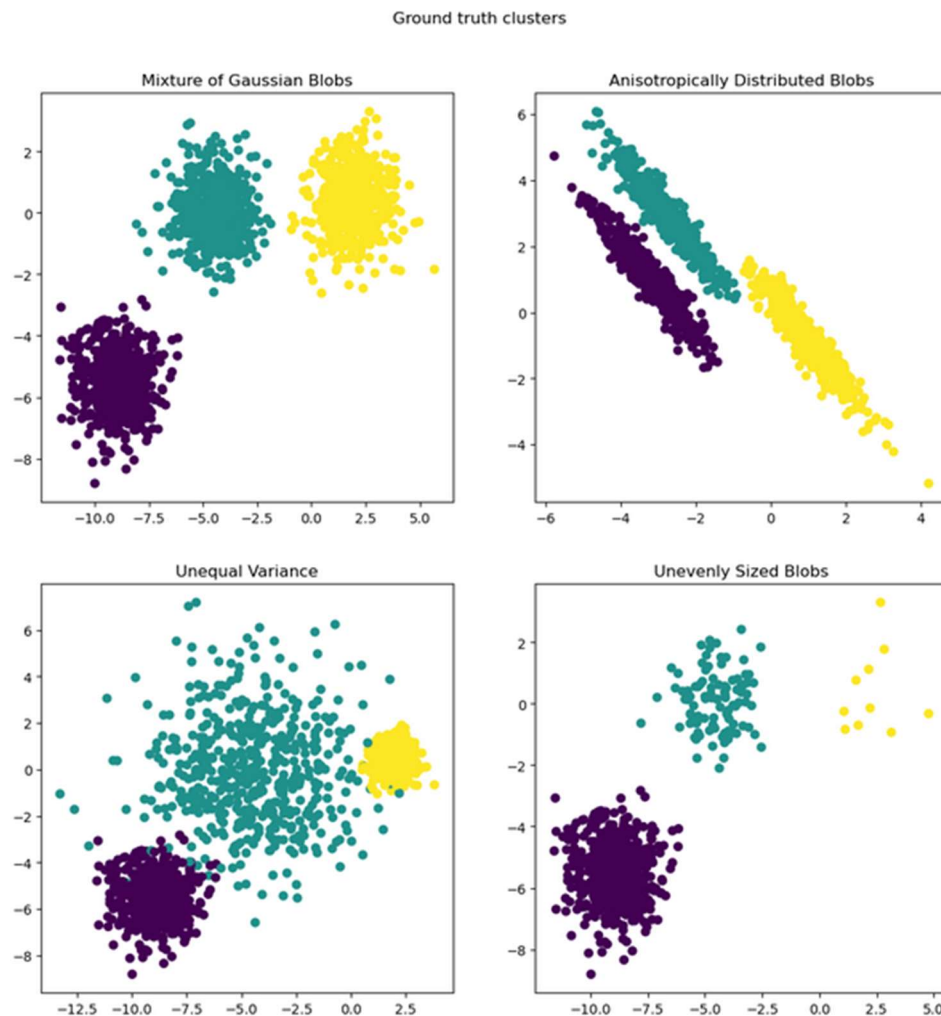 Ground truth clusters
Mixture of Gaussian Blobs
Anisotropically Distributed Blobs
2
0
−2
−4
−6
−8
−10.0 −7.5 −5.0 −2.5 0.0 2.5 5.0
6
4
2
0
−2
−4
−6 −4 −2 0 2 4
Unequal Variance
Unevenly Sized Blobs
6
4
2
0
−2
−4
−6
−8
−12.5 −10.0 −7.5 −5.0 −2.5 0.0 2.5
2
0
−2
−4
−6
−8
−10.0 −7.5 −5.0 −2.5 0.0 2.5 5.0